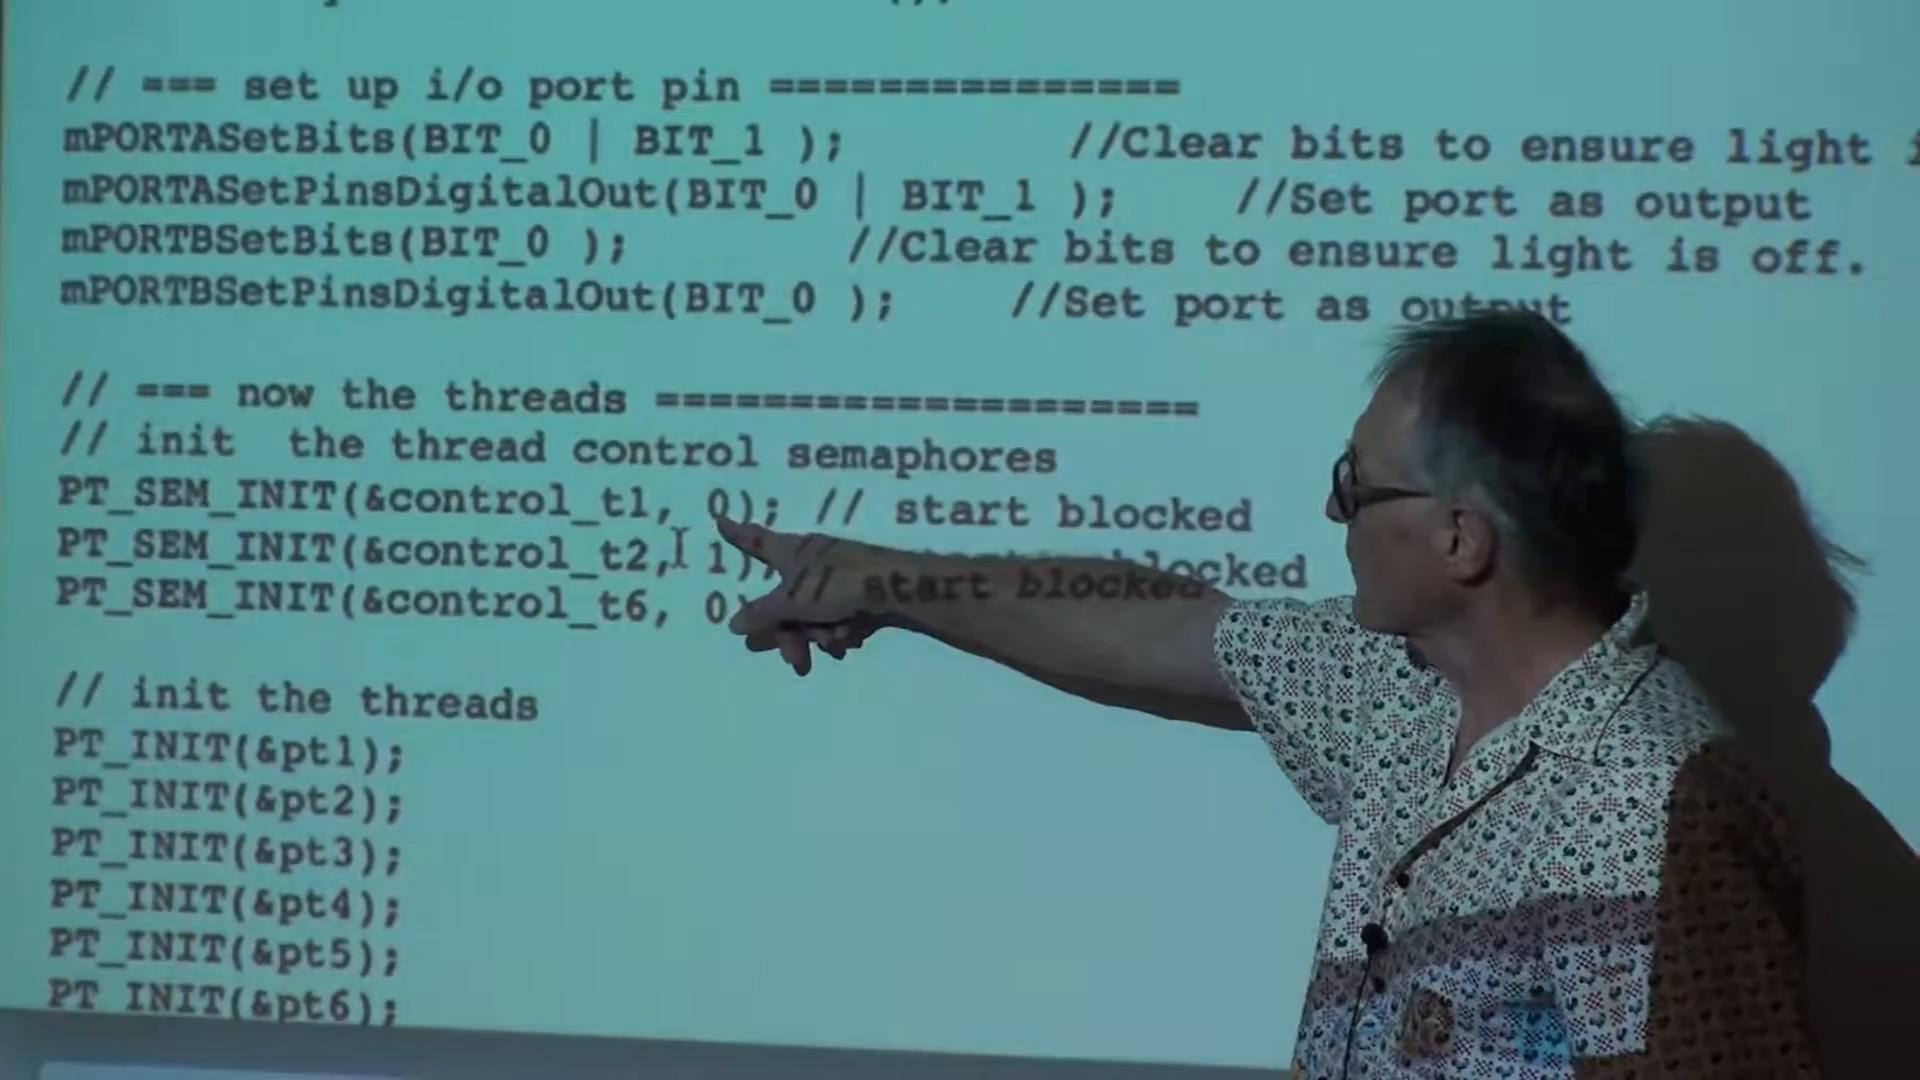 // === set up i/o port pin ===============
mPORTASetBits(BIT_0 | BIT_1 ); //Clear bits to ensure light
mPORTASetPinsDigitalOut(BIT_0 | BIT_1 ); //Set port as output
mPORTBSetBits(BIT_0 ); //Clear bits to ensure light is off.
mPORTBSetPinsDigitalOut(BIT_0 ); //Set port as output
// === now the threads =====================
// init the thread control semaphores
PT_SEM_INIT(&control_t1, 0); // start blocked
PT_SEM_INIT(&control_t2, 1);
PT_SEM_INIT(&control_t6, 0) // start blocked
// init the threads
PT_INIT(&pt1);
PT_INIT(&pt2);
PT_INIT(&pt3);
PT_INIT(&pt4);
PT_INIT(&pt5);
PT_INIT(&pt6);